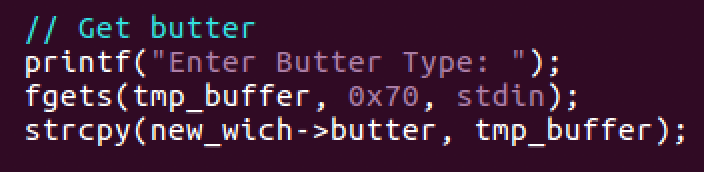 // Get butter
printf("Enter Butter Type: ");
fgets(tmp_buffer, 0x70, stdin);
strcpy(new_wich->butter, tmp_buffer);